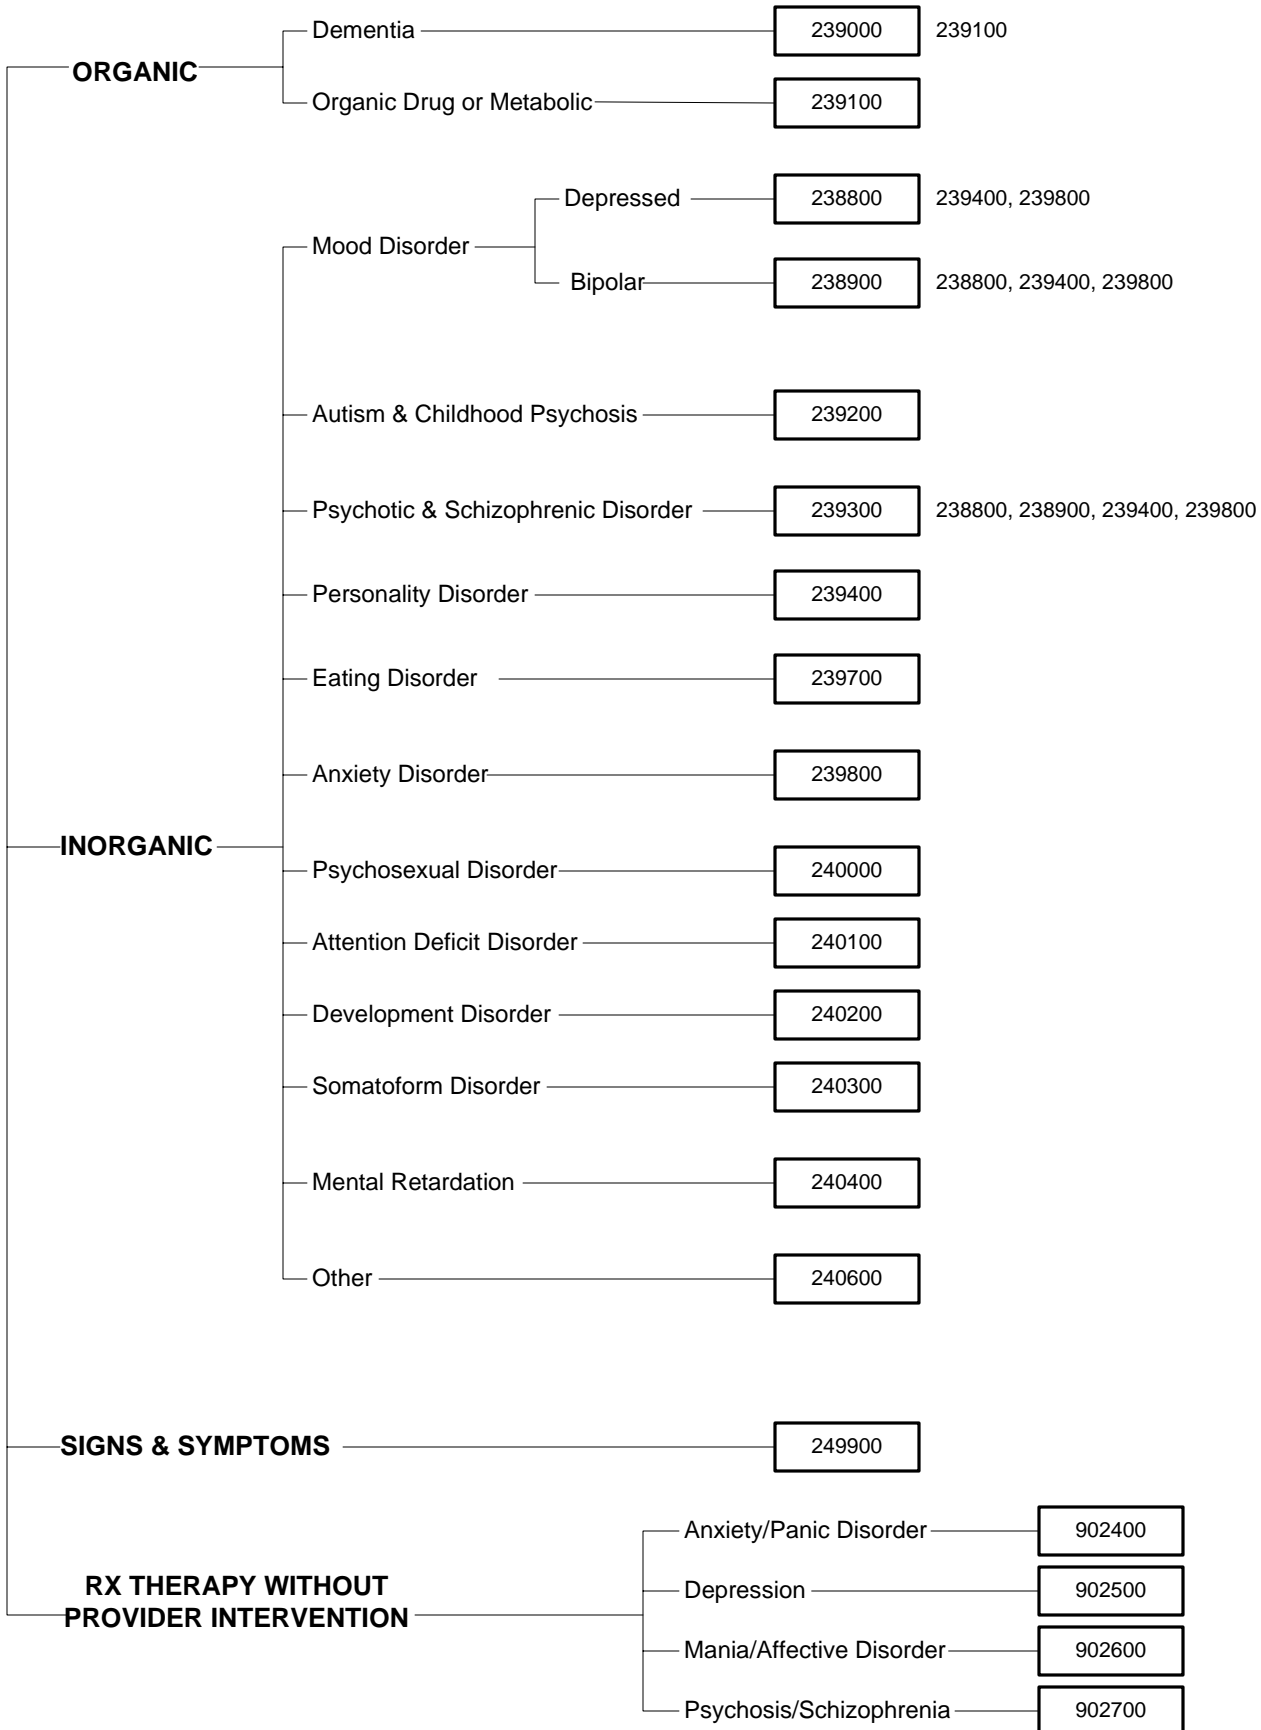 Dementia 239000 239100
ORGANIC
Organic Drug or Metabolic 239100
Depressed 238800 239400, 239800
Mood Disorder
Bipolar 238900 238800, 239400, 239800
Autism & Childhood Psychosis 239200
Psychotic & Schizophrenic Disorder 239300 238800, 238900, 239400, 239800
Personality Disorder 239400
Eating Disorder 239700
Anxiety Disorder 239800
INORGANIC
Psychosexual Disorder 240000
Attention Deficit Disorder 240100
Development Disorder 240200
Somatoform Disorder 240300
Mental Retardation 240400
Other 240600
SIGNS & SYMPTOMS 249900
Anxiety/Panic Disorder 902400
RX THERAPY WITHOUT
PROVIDER INTERVENTION
Depression 902500
Mania/Affective Disorder 902600
Psychosis/Schizophrenia 902700